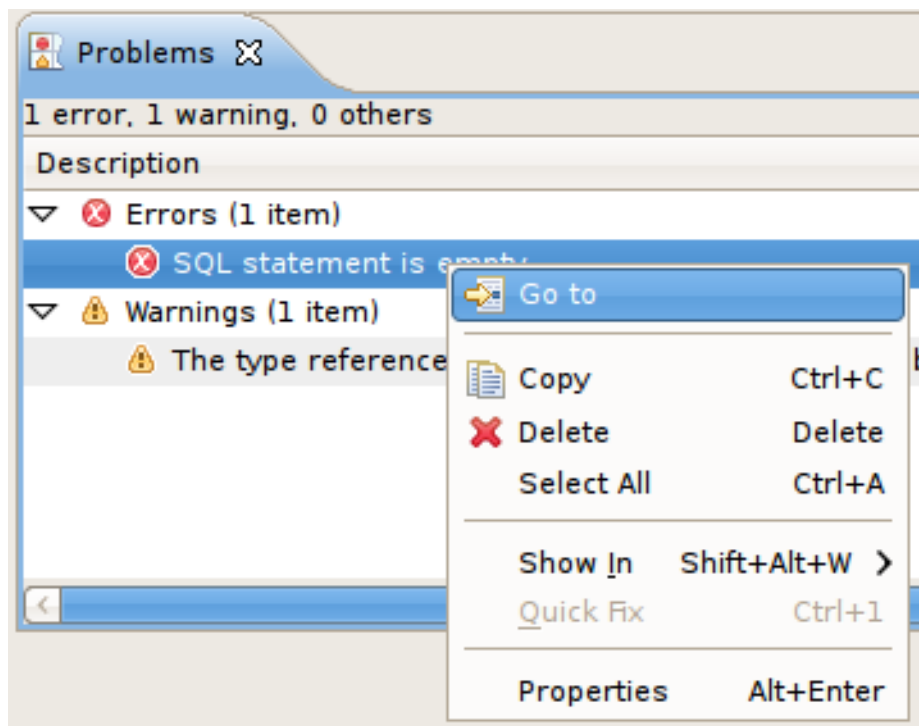 Problems
1 error, 1 warning, 0 others
Description
Errors (1 item)
SQL statement is empty
Go to
Warnings (1 item)
The type reference
Copy Ctrl+C
Delete Delete
Select All Ctrl+A
Show In Shift+Alt+W
Quick Fix Ctrl+1
Properties Alt+Enter